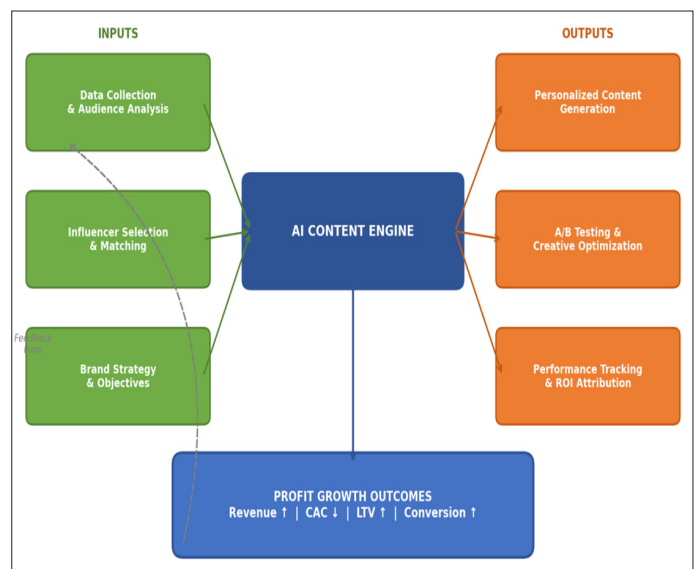 INPUTS
OUTPUTS
Data Collection
& Audience Analysis
Personalized Content
Generation
Influencer Selection
& Matching
AI CONTENT ENGINE
A/B Testing &
Creative Optimization
Feedback
Loop
Brand Strategy
& Objectives
Performance Tracking
& ROI Attribution
PROFIT GROWTH OUTCOMES
Revenue ↑ | CAC ↓ | LTV ↑ | Conversion ↑